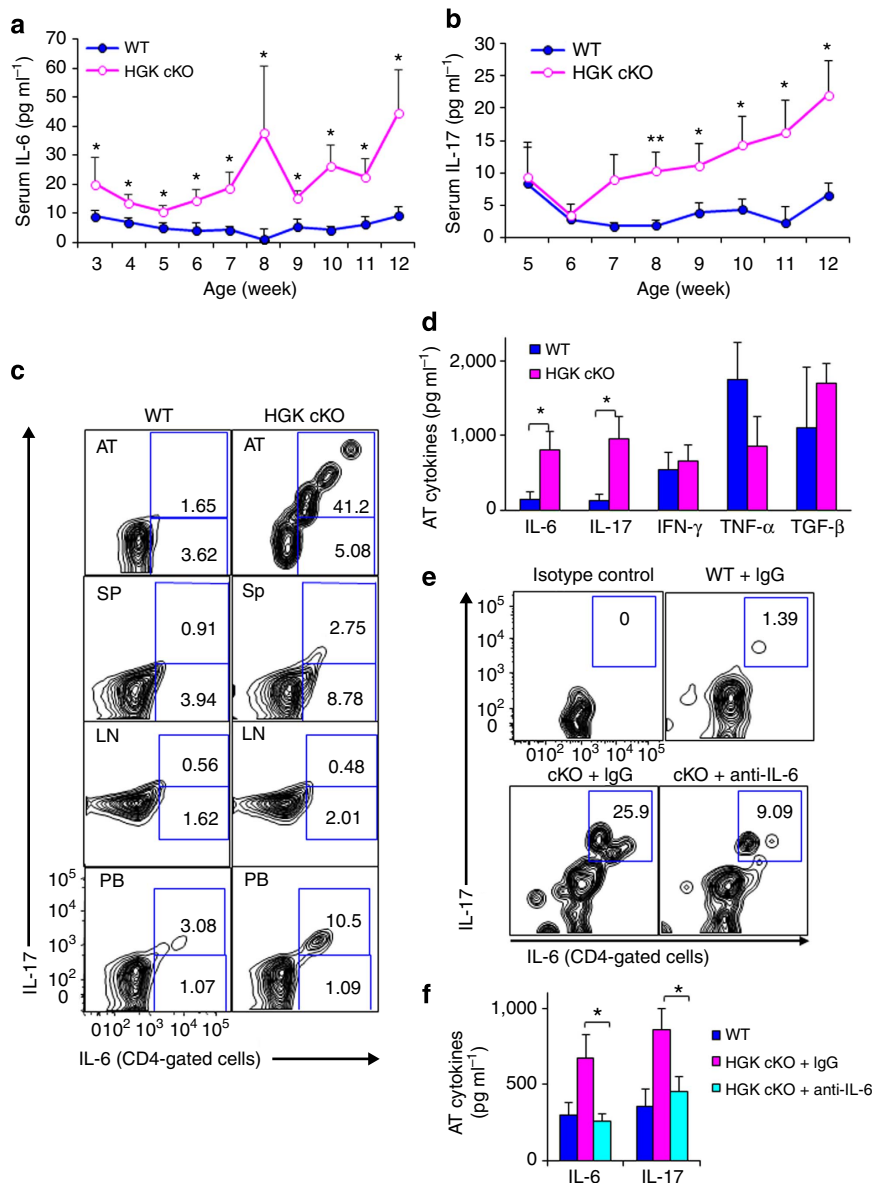 a
Serum IL-6 (pg ml⁻¹)
70
60
50
40
30
20
10
0
WT
HGK cKO
* * * * * * * * * *
3 4 5 6 7 8 9 10 11 12
Age (week)
b
Serum IL-17 (pg ml⁻¹)
30
25
20
15
10
5
0
WT
HGK cKO
** * * * *
5 6 7 8 9 10 11 12
Age (week)
c
WT HGK cKO
AT AT
1.65 41.2
3.62 5.08
SP Sp
0.91 2.75
3.94 8.78
LN LN
0.56 0.48
1.62 2.01
PB PB
3.08 10.5
1.07 1.09
10⁵
10⁴
10³
10²
0
IL-17
0 10² 10³ 10⁴ 10⁵
IL-6 (CD4-gated cells)
d
AT cytokines (pg ml⁻¹)
2,000
1,000
0
WT
HGK cKO
* *
IL-6 IL-17 IFN-γ TNF-α TGF-β
e
Isotype control WT + IgG
0 1.39
10⁵
10⁴
10³
10²
0
010² 10³ 10⁵
cKO + IgG cKO + anti-IL-6
25.9 9.09
IL-17
IL-6 (CD4-gated cells)
f
AT cytokines
(pg ml⁻¹)
1,000
500
0
* *
WT
HGK cKO + IgG
HGK cKO + anti-IL-6
IL-6 IL-17